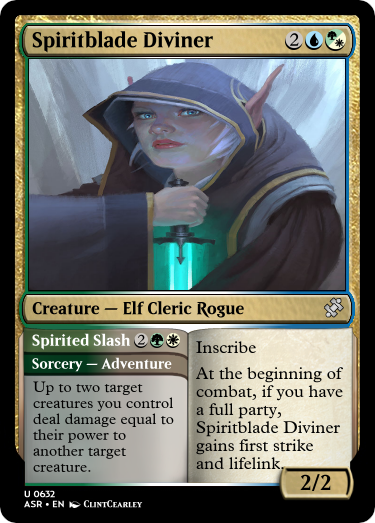 Spiritblade Diviner 2
Creature — Elf Cleric Rogue
Spirited Slash 2
Sorcery — Adventure
Up to two target
creatures you control
deal damage equal to
their power to
another target
creature.
Inscribe
At the beginning of
combat, if you have
a full party,
Spiritblade Diviner
gains first strike
and lifelink.
2/2
U 0632
ASR • EN CLINTCEARLEY